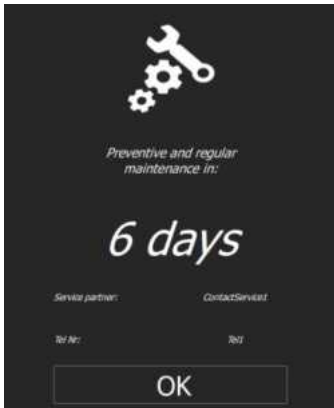 Preventive and regular
maintenance in:
6 days
Service partner: ContactService1
Tel Nr: Tel1
OK